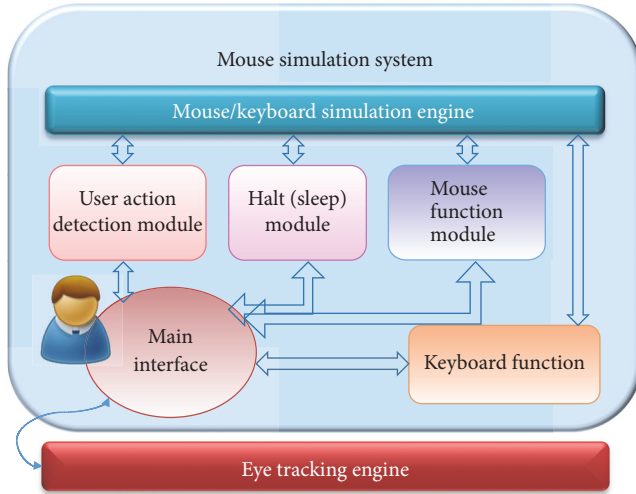 Mouse simulation system
Mouse/keyboard simulation engine
User action
detection module
Halt (sleep)
module
Mouse
function
module
Main
interface
Keyboard function
Eye tracking engine